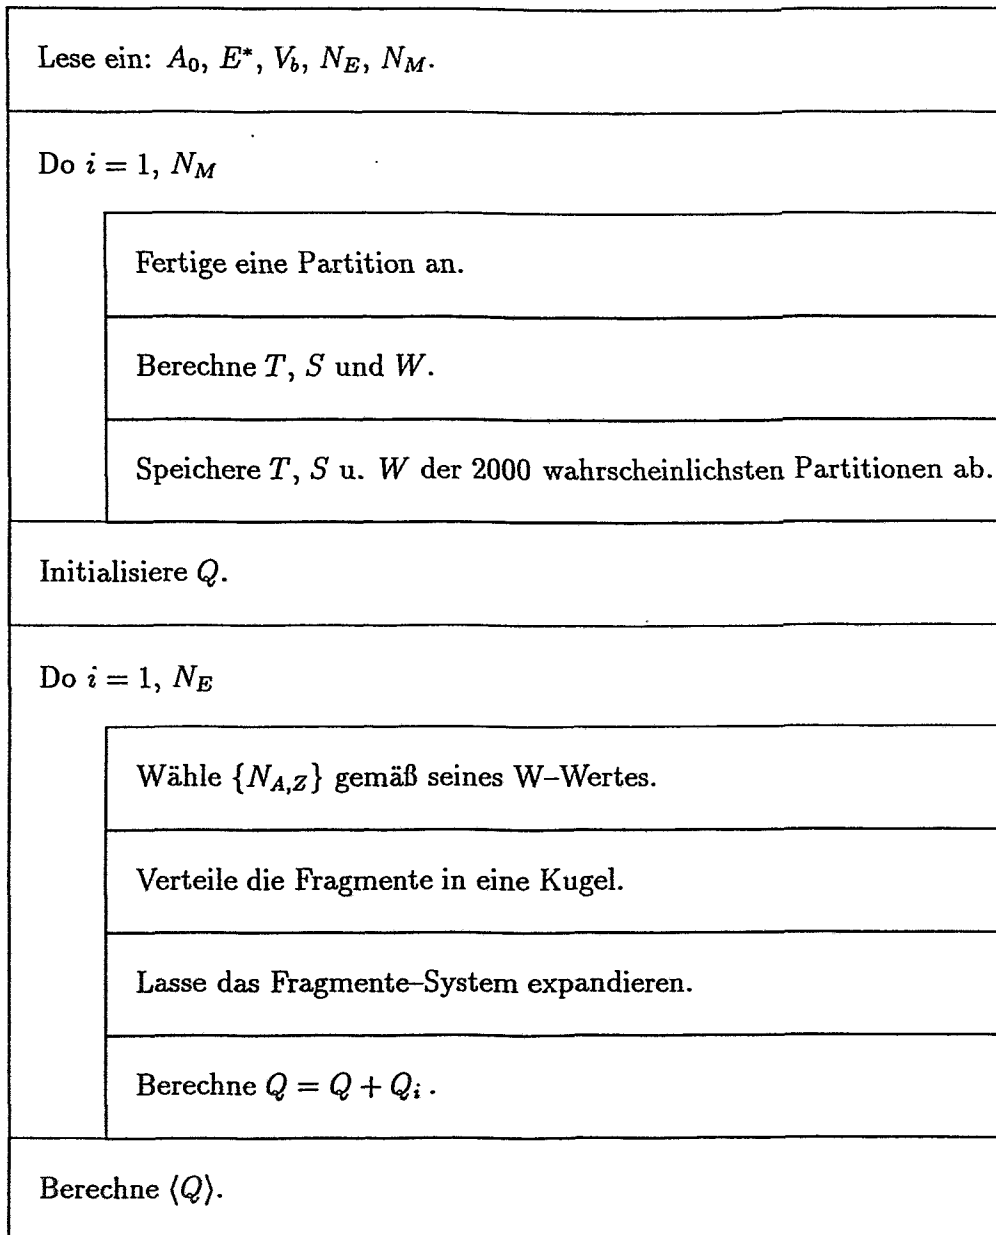 Lese ein: A₀, E*, V_b, N_E, N_M.
Do i = 1, N_M
Fertige eine Partition an.
Berechne T, S und W.
Speichere T, S u. W der 2000 wahrscheinlichsten Partitionen ab.
Initialisiere Q.
Do i = 1, N_E
Wähle {N_{A,Z}} gemäß seines W–Wertes.
Verteile die Fragmente in eine Kugel.
Lasse das Fragmente–System expandieren.
Berechne Q = Q + Q_i .
Berechne ⟨Q⟩.